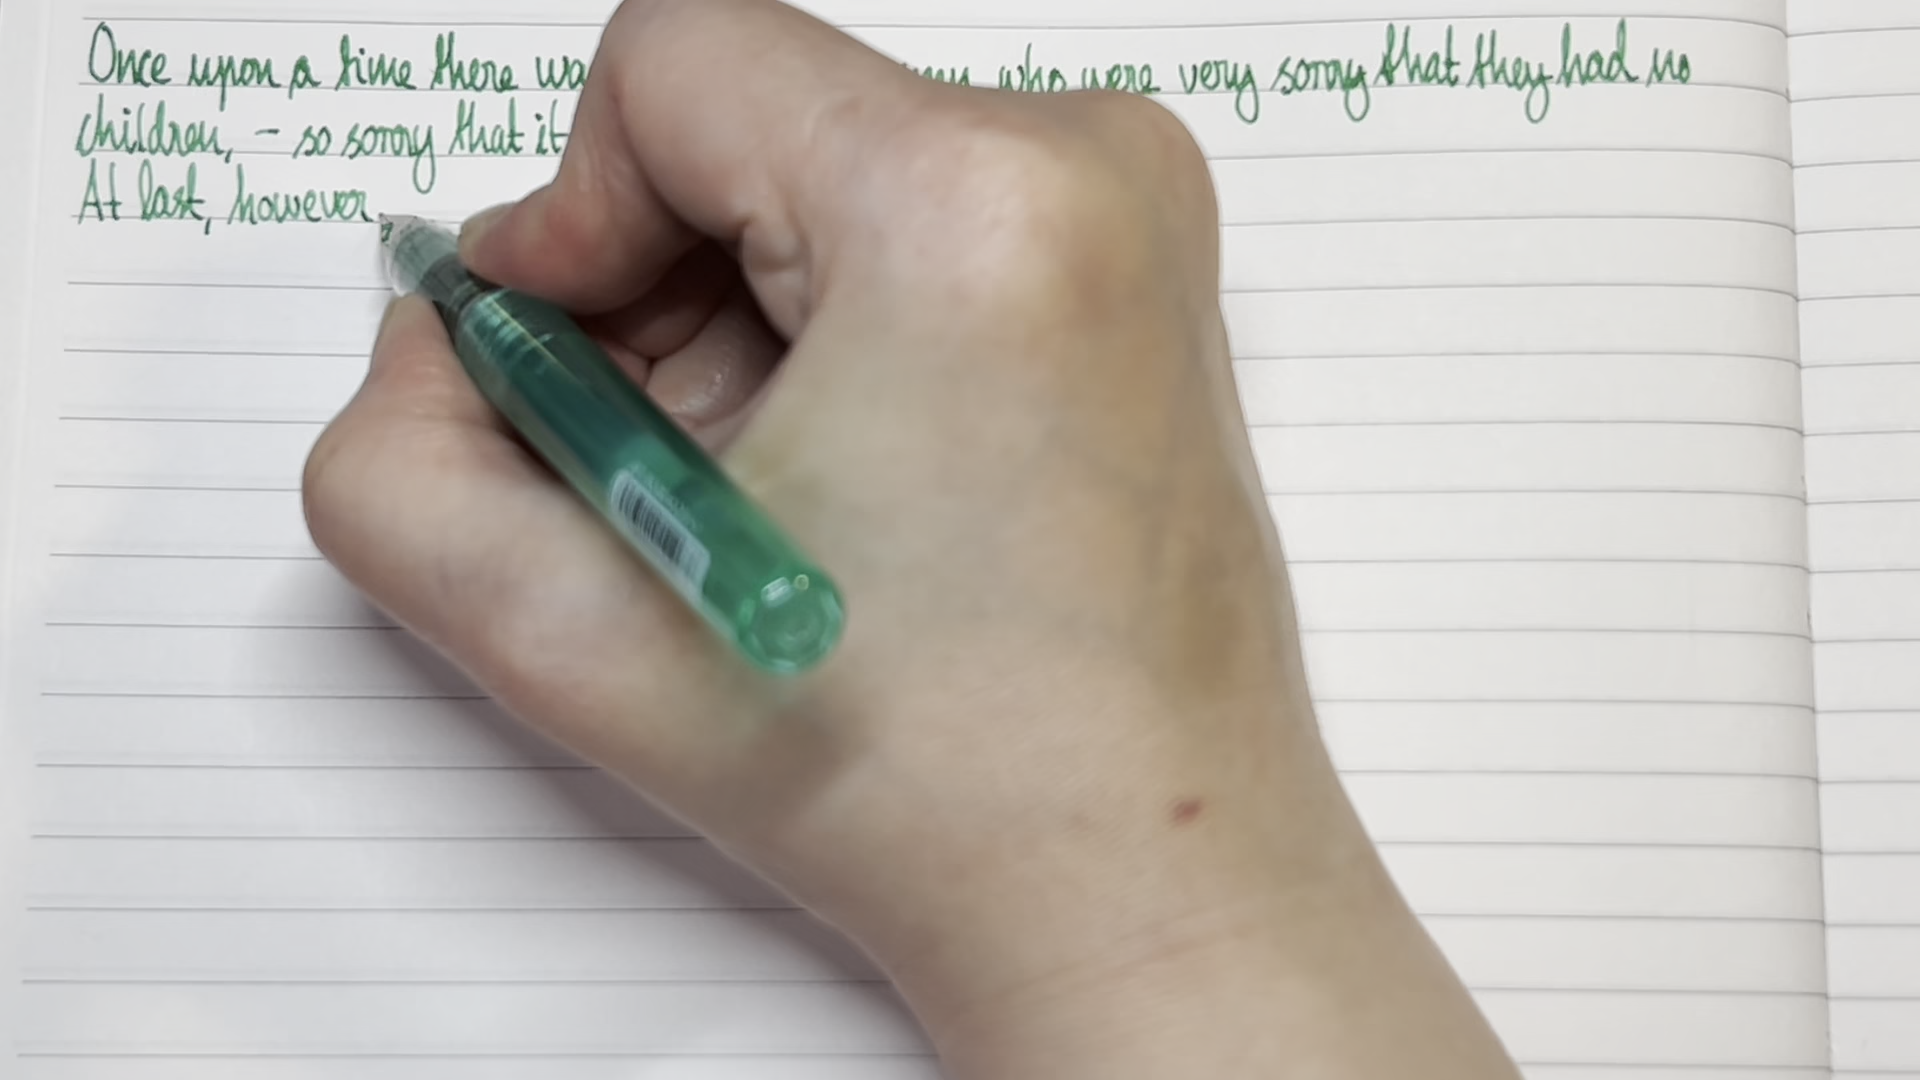 Once upon a time there who were very sorry that they had no
children, - so sorry that it
At last, however